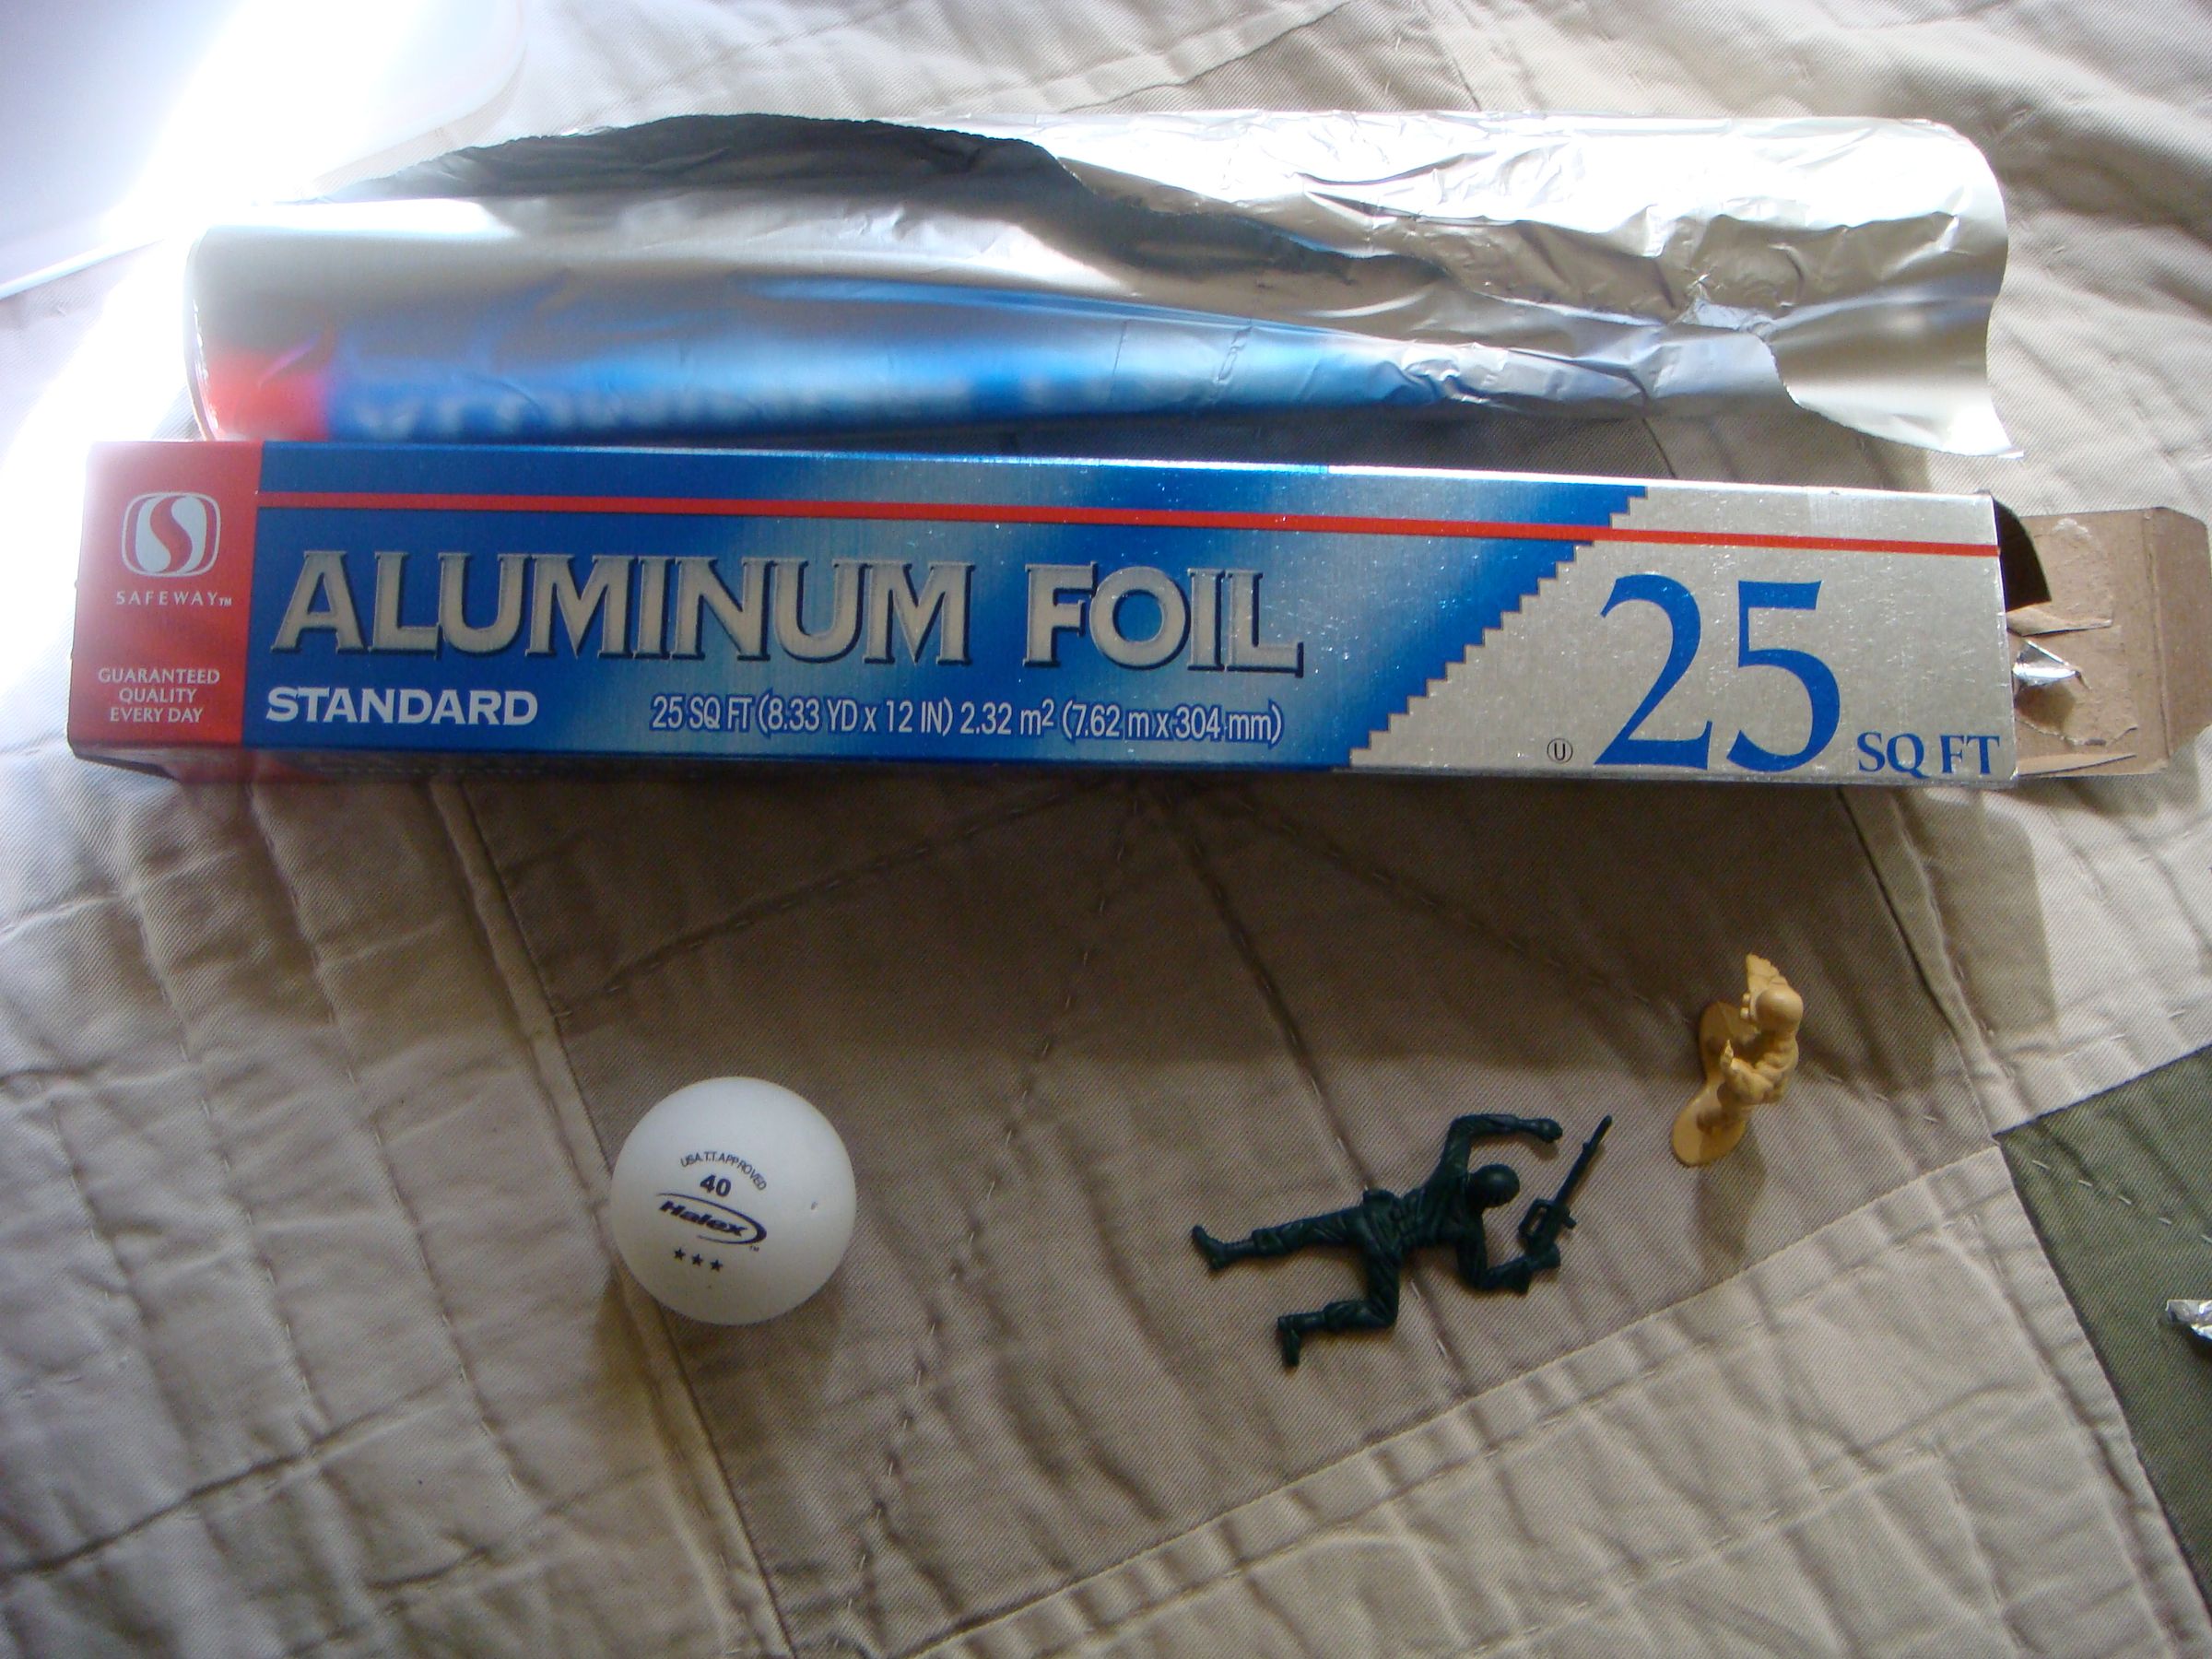 SAFEWAY™
GUARANTEED
QUALITY
EVERY DAY
ALUMINUM FOIL
STANDARD
25 SQ FT (8.33 YD x 12 IN) 2.32 m² (7.62 m x 304 mm)
U
25 SQ FT
USA.T.T. APPROVED
40
Halex™
★★★